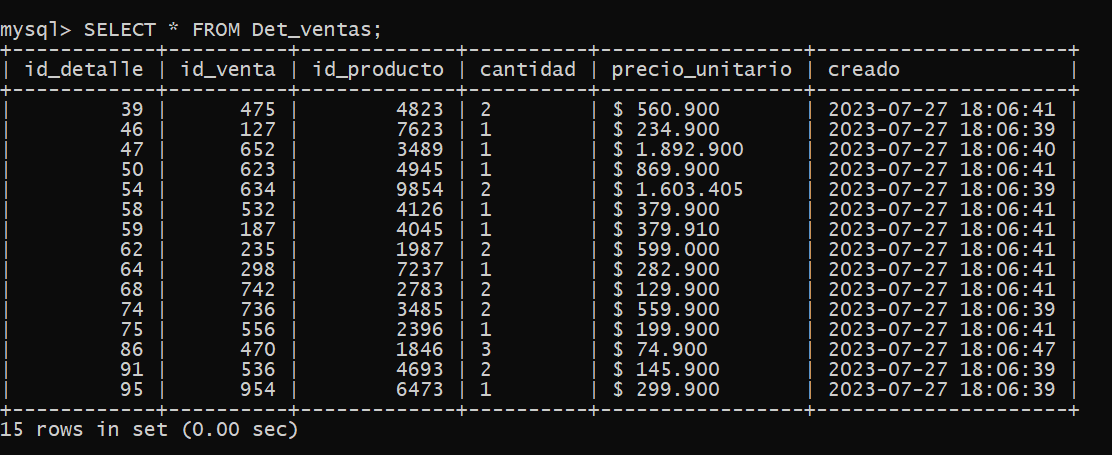 mysql> SELECT * FROM Det_ventas;
+------------+----------+-------------+----------+-----------------+---------------------+
| id_detalle | id_venta | id_producto | cantidad | precio_unitario | creado              |
+------------+----------+-------------+----------+-----------------+---------------------+
|         39 |      475 |        4823 | 2        | $ 560.900       | 2023-07-27 18:06:41 |
|         46 |      127 |        7623 | 1        | $ 234.900       | 2023-07-27 18:06:39 |
|         47 |      652 |        3489 | 1        | $ 1.892.900     | 2023-07-27 18:06:40 |
|         50 |      623 |        4945 | 1        | $ 869.900       | 2023-07-27 18:06:41 |
|         54 |      634 |        9854 | 2        | $ 1.603.405     | 2023-07-27 18:06:39 |
|         58 |      532 |        4126 | 1        | $ 379.900       | 2023-07-27 18:06:41 |
|         59 |      187 |        4045 | 1        | $ 379.910       | 2023-07-27 18:06:41 |
|         62 |      235 |        1987 | 2        | $ 599.000       | 2023-07-27 18:06:41 |
|         64 |      298 |        7237 | 1        | $ 282.900       | 2023-07-27 18:06:41 |
|         68 |      742 |        2783 | 2        | $ 129.900       | 2023-07-27 18:06:41 |
|         74 |      736 |        3485 | 2        | $ 559.900       | 2023-07-27 18:06:39 |
|         75 |      556 |        2396 | 1        | $ 199.900       | 2023-07-27 18:06:41 |
|         86 |      470 |        1846 | 3        | $ 74.900        | 2023-07-27 18:06:47 |
|         91 |      536 |        4693 | 2        | $ 145.900       | 2023-07-27 18:06:39 |
|         95 |      954 |        6473 | 1        | $ 299.900       | 2023-07-27 18:06:39 |
+------------+----------+-------------+----------+-----------------+---------------------+
15 rows in set (0.00 sec)